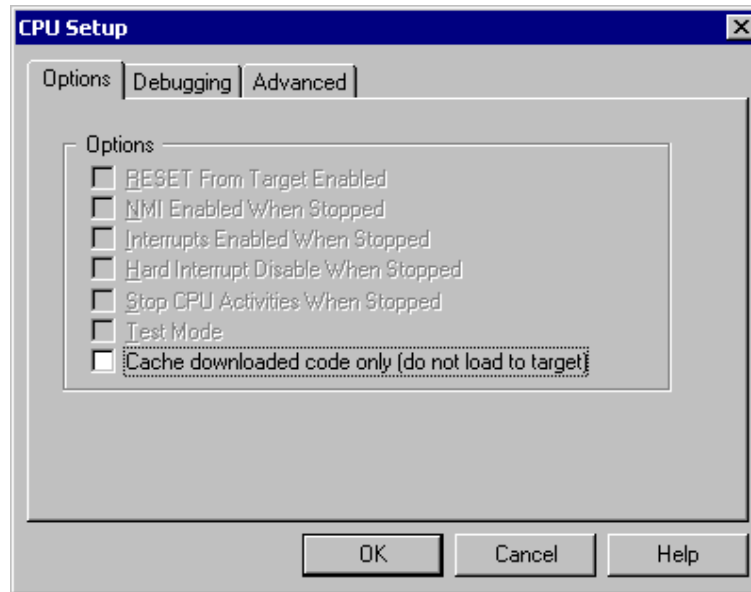 CPU Setup
Options Debugging Advanced
Options
RESET From Target Enabled
NMI Enabled When Stopped
Interrupts Enabled When Stopped
Hard Interrupt Disable When Stopped
Stop CPU Activities When Stopped
Test Mode
Cache downloaded code only (do not load to target)
OK Cancel Help